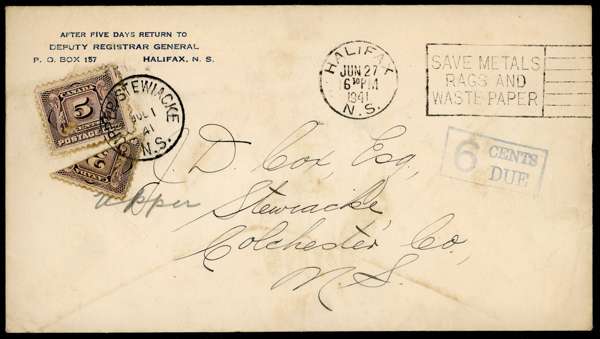 AFTER FIVE DAYS RETURN TO
DEPUTY REGISTRAR GENERAL
P. O. BOX 157 HALIFAX, N. S.
HALIFAX
JUN 27
6 30 PM
1941
N.S.
SAVE METALS
RAGS AND
WASTE PAPER
CANADA
5
CENTS
POSTAGE
STEWIACKE
JUL 1
41
N.S.
6 CENTS
DUE
J. D. Cox, Esq,
upper
Stewiacke,
Colchester Co,
N.S.